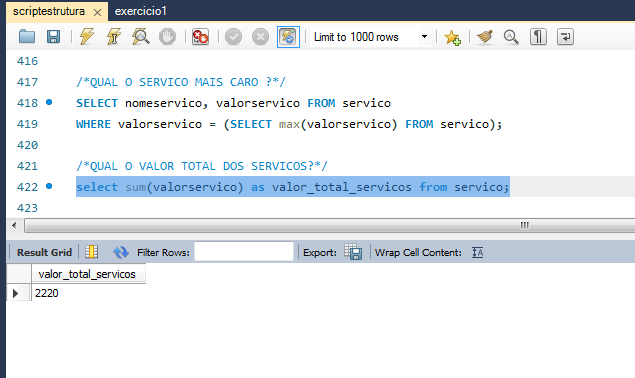 scriptestrutura exercicio1
Limit to 1000 rows
416
417 /*QUAL O SERVICO MAIS CARO ?*/
418 SELECT nomeservico, valorservico FROM servico
419 WHERE valorservico = (SELECT max(valorservico) FROM servico);
420
421 /*QUAL O VALOR TOTAL DOS SERVICOS?*/
422 select sum(valorservico) as valor_total_servicos from servico;
423
Result Grid Filter Rows: Export: Wrap Cell Content:
valor_total_servicos
2220